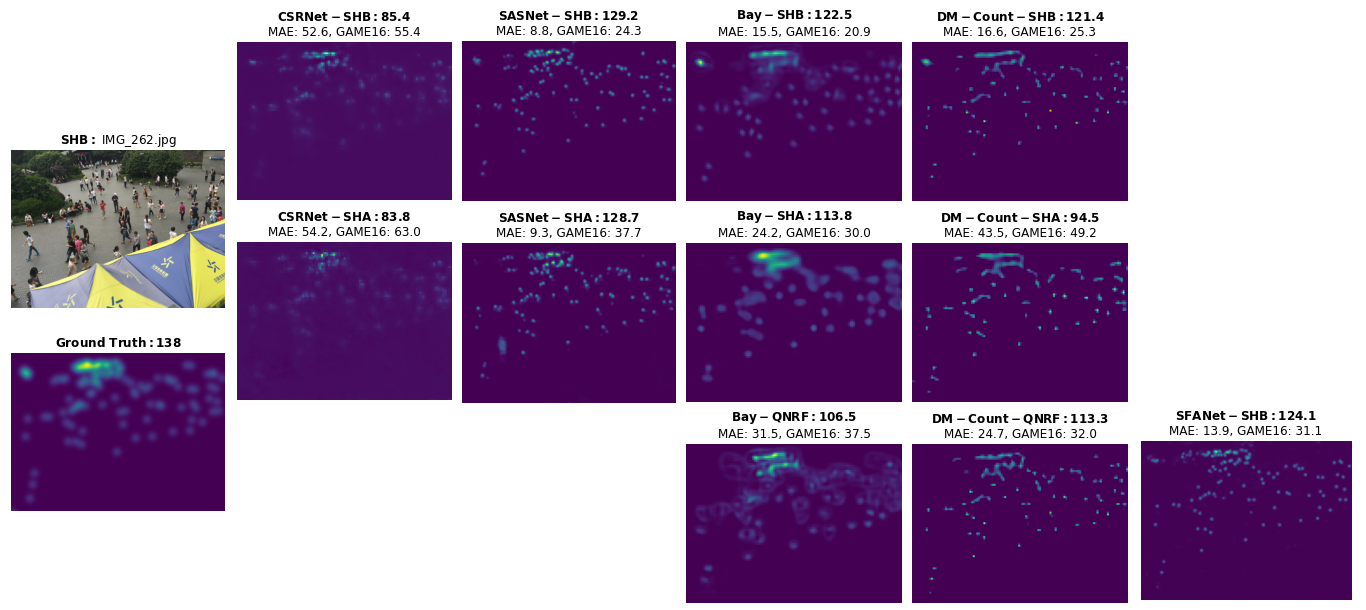 CSRNet − SHB : 85.4
MAE: 52.6, GAME16: 55.4
SASNet − SHB : 129.2
MAE: 8.8, GAME16: 24.3
Bay − SHB : 122.5
MAE: 15.5, GAME16: 20.9
DM − Count − SHB : 121.4
MAE: 16.6, GAME16: 25.3
SHB : IMG_262.jpg
CSRNet − SHA : 83.8
MAE: 54.2, GAME16: 63.0
SASNet − SHA : 128.7
MAE: 9.3, GAME16: 37.7
Bay − SHA : 113.8
MAE: 24.2, GAME16: 30.0
DM − Count − SHA : 94.5
MAE: 43.5, GAME16: 49.2
Ground Truth : 138
Bay − QNRF : 106.5
MAE: 31.5, GAME16: 37.5
DM − Count − QNRF : 113.3
MAE: 24.7, GAME16: 32.0
SFANet − SHB : 124.1
MAE: 13.9, GAME16: 31.1